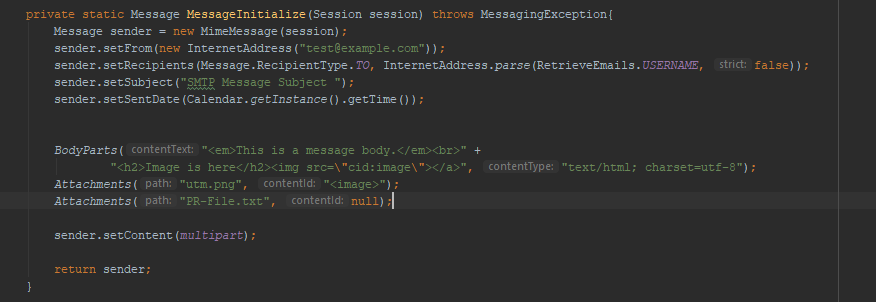 private static Message MessageInitialize(Session session) throws MessagingException{
Message sender = new MimeMessage(session);
sender.setFrom(new InternetAddress("test@example.com"));
sender.setRecipients(Message.RecipientType.TO, InternetAddress.parse(RetrieveEmails.USERNAME, strict: false));
sender.setSubject("SMTP Message Subject ");
sender.setSentDate(Calendar.getInstance().getTime());
BodyParts( contentText: "<em>This is a message body.</em><br>" +
"<h2>Image is here</h2><img src=\"cid:image\"></a>", contentType: "text/html; charset=utf-8");
Attachments( path: "utm.png", contentId: "<image>");
Attachments( path: "PR-File.txt", contentId: null);
sender.setContent(multipart);
return sender;
}